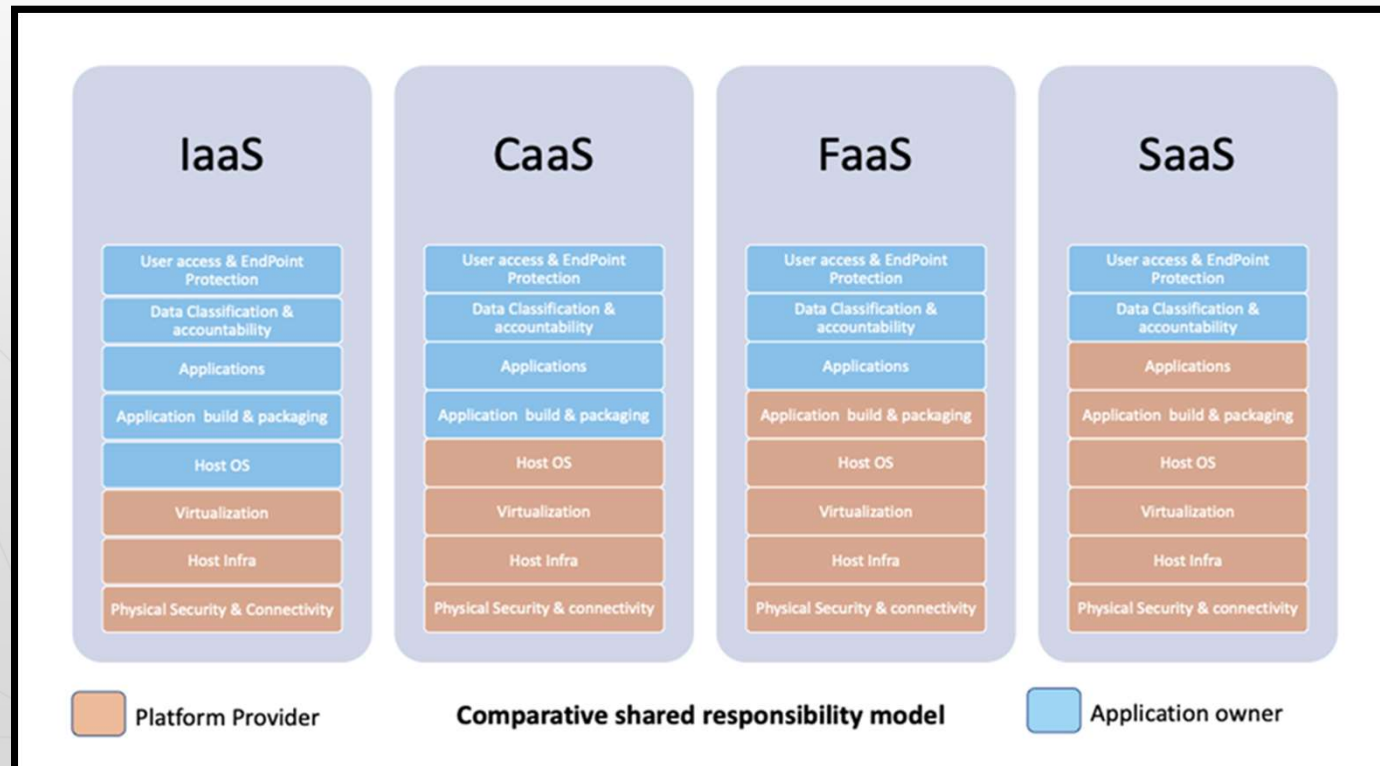 IaaS
User access & EndPoint
Protection
Data Classification &
accountability
Applications
Application build & packaging
Host OS
Virtualization
Host Infra
Physical Security & Connectivity
CaaS
User access & EndPoint
Protection
Data Classification &
accountability
Applications
Application build & packaging
Host OS
Virtualization
Host Infra
Physical Security & connectivity
FaaS
User access & EndPoint
Protection
Data Classification &
accountability
Applications
Application build & packaging
Host OS
Virtualization
Host Infra
Physical Security & connectivity
SaaS
User access & EndPoint
Protection
Data Classification &
accountability
Applications
Application build & packaging
Host OS
Virtualization
Host Infra
Physical Security & connectivity
Platform Provider
Comparative shared responsibility model
Application owner